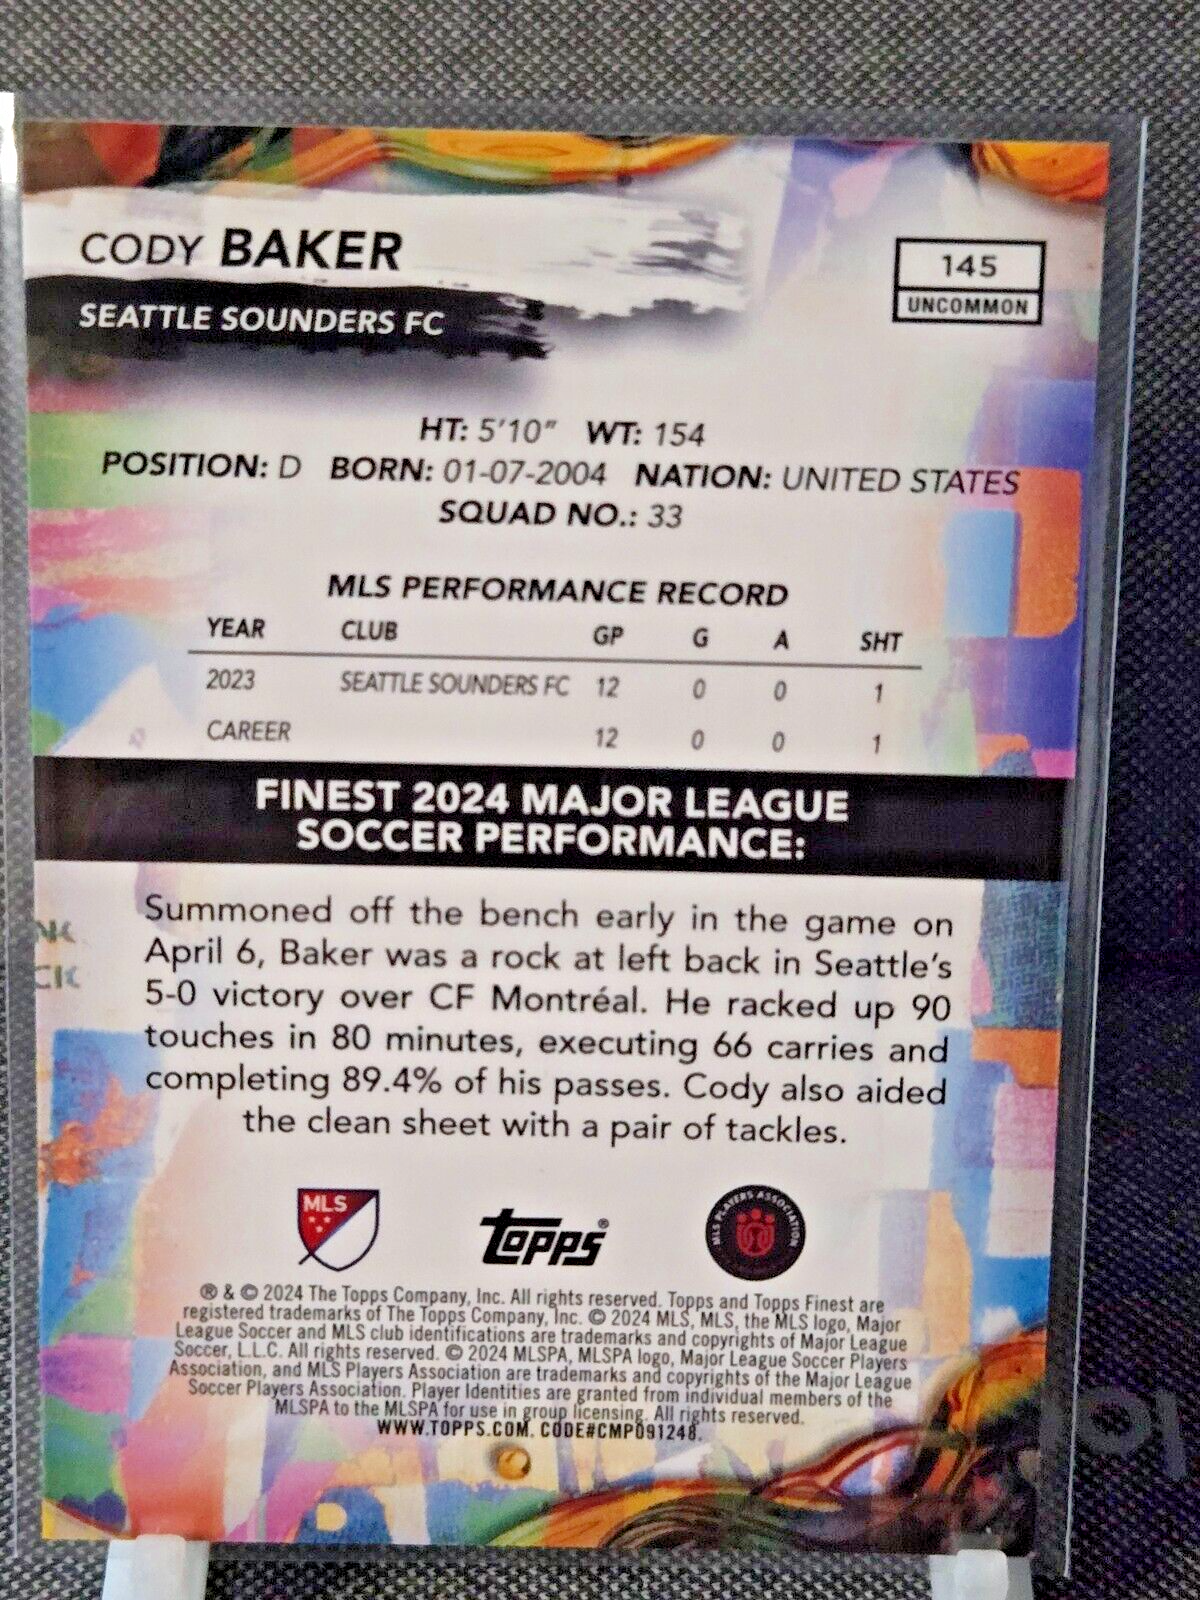 CODY BAKER
145
UNCOMMON
SEATTLE SOUNDERS FC
HT: 5'10" WT: 154
POSITION: D BORN: 01-07-2004 NATION: UNITED STATES
SQUAD NO.: 33
MLS PERFORMANCE RECORD
YEAR CLUB GP G A SHT
2023 SEATTLE SOUNDERS FC 12 0 0 1
CAREER 12 0 0 1
FINEST 2024 MAJOR LEAGUE
SOCCER PERFORMANCE:
Summoned off the bench early in the game on
April 6, Baker was a rock at left back in Seattle's
5-0 victory over CF Montréal. He racked up 90
touches in 80 minutes, executing 66 carries and
completing 89.4% of his passes. Cody also aided
the clean sheet with a pair of tackles.
MLS
topps®
MLS PLAYERS ASSOCIATION
® & © 2024 The Topps Company, Inc. All rights reserved. Topps and Topps Finest are
registered trademarks of The Topps Company, Inc. © 2024 MLS, MLS, the MLS logo, Major
League Soccer and MLS club identifications are trademarks and copyrights of Major League
Soccer, L.L.C. All rights reserved. © 2024 MLSPA, MLSPA logo, Major League Soccer Players
Association, and MLS Players Association are trademarks and copyrights of the Major League
Soccer Players Association. Player Identities are granted from individual members of the
MLSPA to the MLSPA for use in group licensing. All rights reserved.
WWW.TOPPS.COM. CODE#CMP091248.